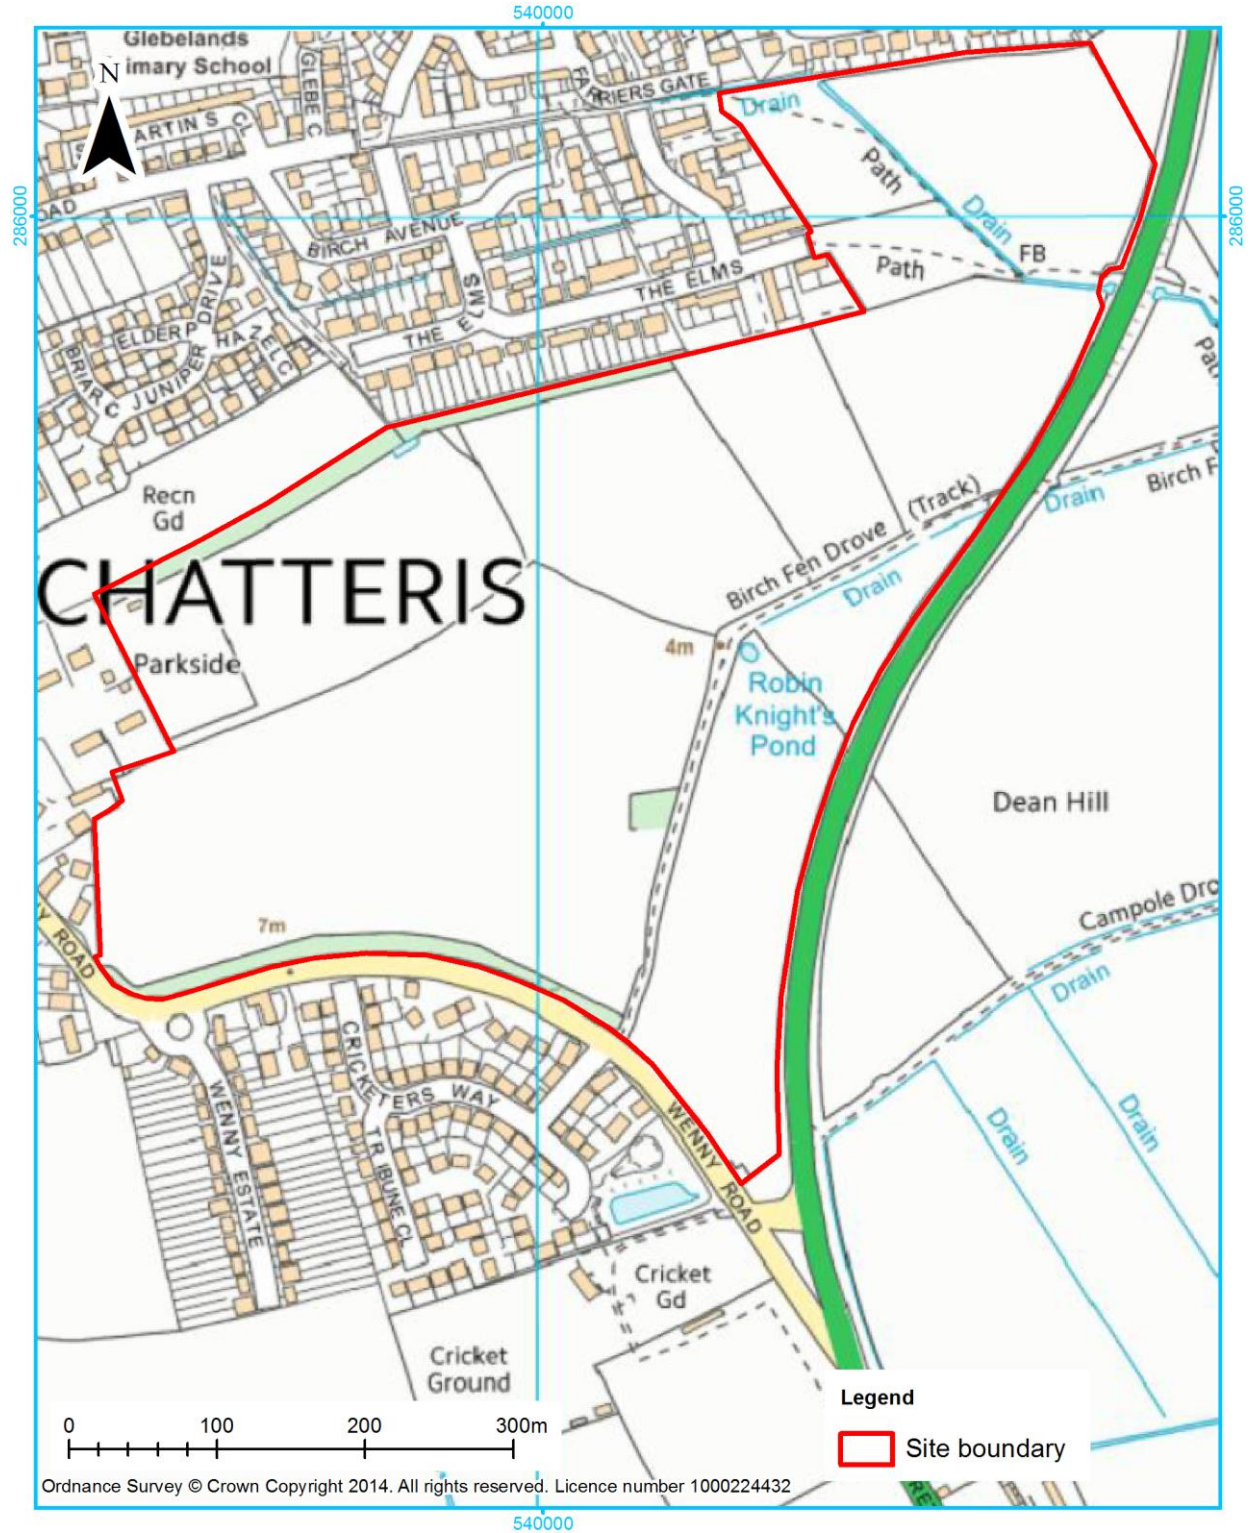 540000
Glebelands
imary School
N
GLEBE C
FARRIERS GATE
Drain
ARTIN S CL
Path
286000
286000
OAD
Drain
BIRCH AVENUE
FB
Path
THE ELMS
ELDER P
DRIVE
HAZEL C
THE ELMS
BRIAR C
JUNIPER
Path
Recn
Gd
(Track)
Drain
Birch F
CHATTERIS
Birch Fen Drove
Drain
4m
Parkside
Robin
Knight's
Pond
Dean Hill
Campole Dro
7m
Y ROAD
Drain
CRICKETERS WAY
WENNY ESTATE
WENNY ROAD
TRIBUNE CL
Drain
Drain
Cricket
Gd
Cricket
Ground
Legend
Site boundary
0 100 200 300m
Ordnance Survey © Crown Copyright 2014. All rights reserved. Licence number 1000224432
540000